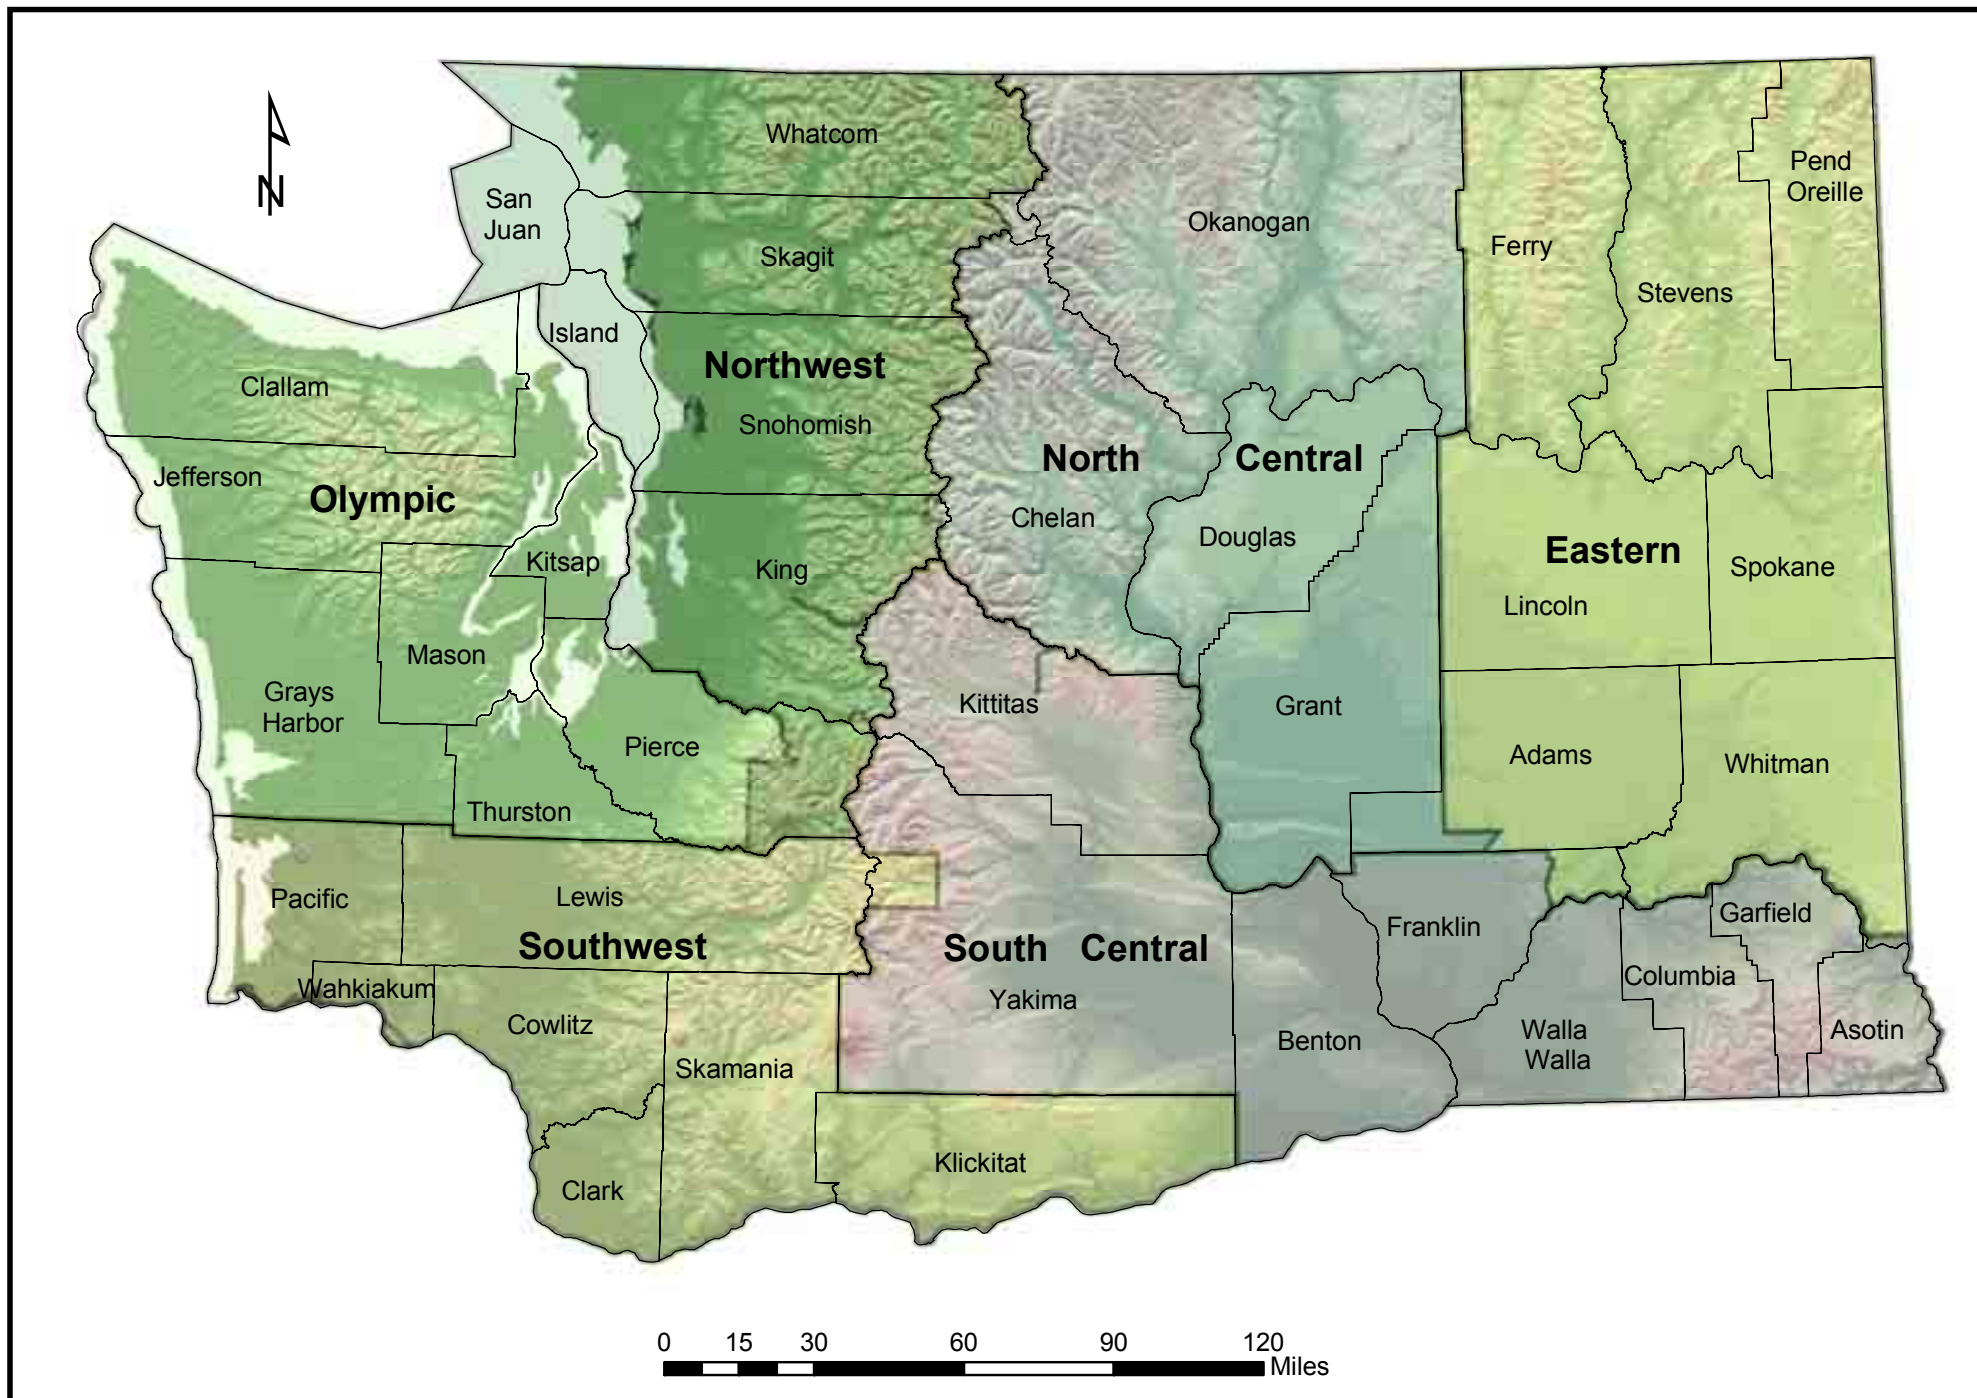 Whatcom
Pend
Oreille
N
San
Juan
Okanogan
Ferry
Skagit
Stevens
Island
Northwest
Clallam
Snohomish
North Central
Jefferson
Olympic
Chelan
Douglas
Eastern
Kitsap
King
Spokane
Lincoln
Mason
Grays
Harbor
Kittitas
Grant
Pierce
Adams
Whitman
Thurston
Pacific
Lewis
Garfield
Franklin
Southwest
South Central
Columbia
Wahkiakum
Yakima
Cowlitz
Walla
Walla
Asotin
Benton
Skamania
Klickitat
Clark
0 15 30 60 90 120
Miles